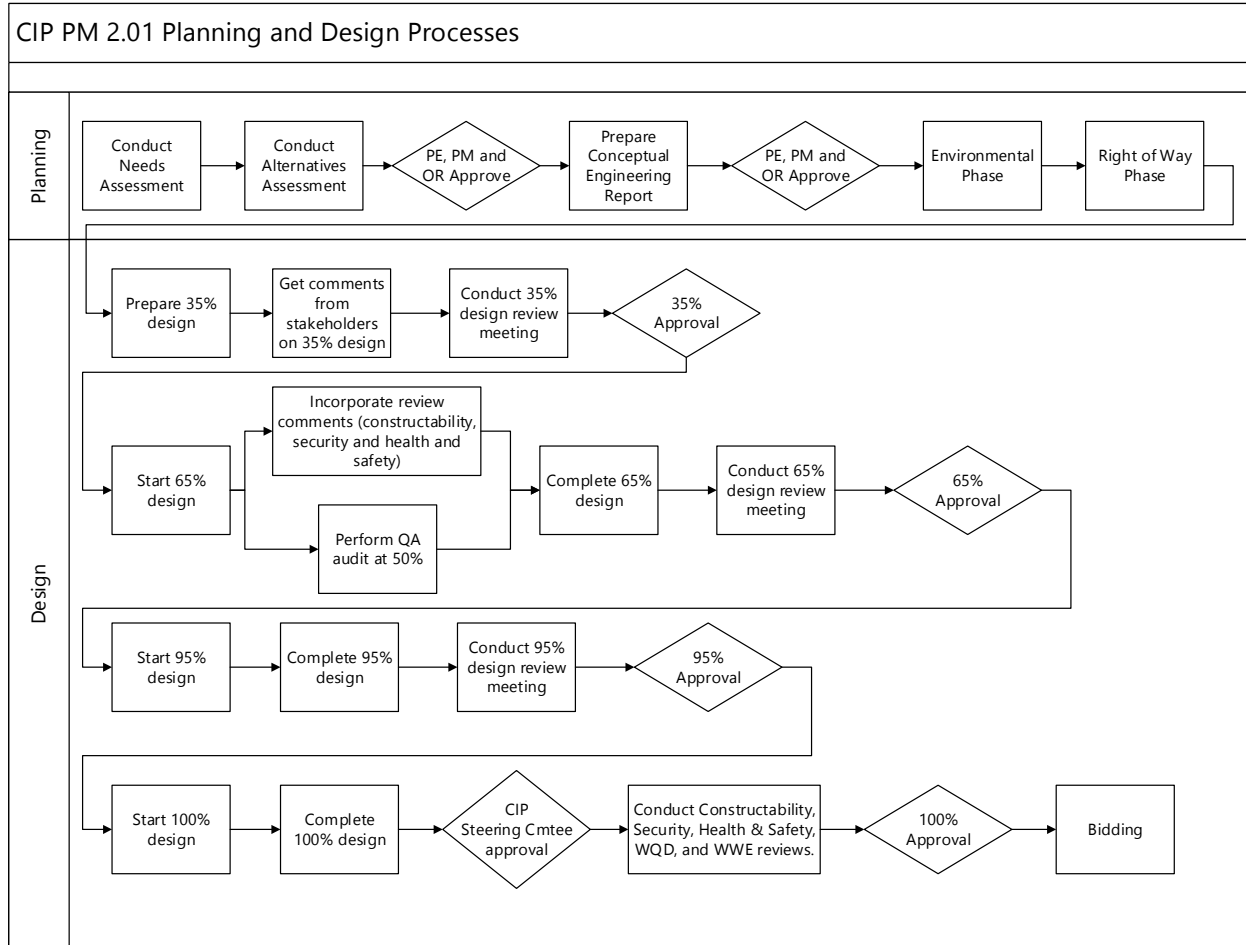 CIP PM 2.01 Planning and Design Processes
Planning
Conduct
Needs
Assessment
Conduct
Alternatives
Assessment
PE, PM and
OR Approve
Prepare
Conceptual
Engineering
Report
PE, PM and
OR Approve
Environmental
Phase
Right of Way
Phase
Design
Prepare 35%
design
Get comments
from
stakeholders
on 35% design
Conduct 35%
design review
meeting
35%
Approval
Start 65%
design
Incorporate review
comments (constructability,
security and health and
safety)
Perform QA
audit at 50%
Complete 65%
design
Conduct 65%
design review
meeting
65%
Approval
Start 95%
design
Complete 95%
design
Conduct 95%
design review
meeting
95%
Approval
Start 100%
design
Complete
100% design
CIP
Steering Cmtee
approval
Conduct Constructability,
Security, Health & Safety,
WQD, and WWE reviews.
100%
Approval
Bidding